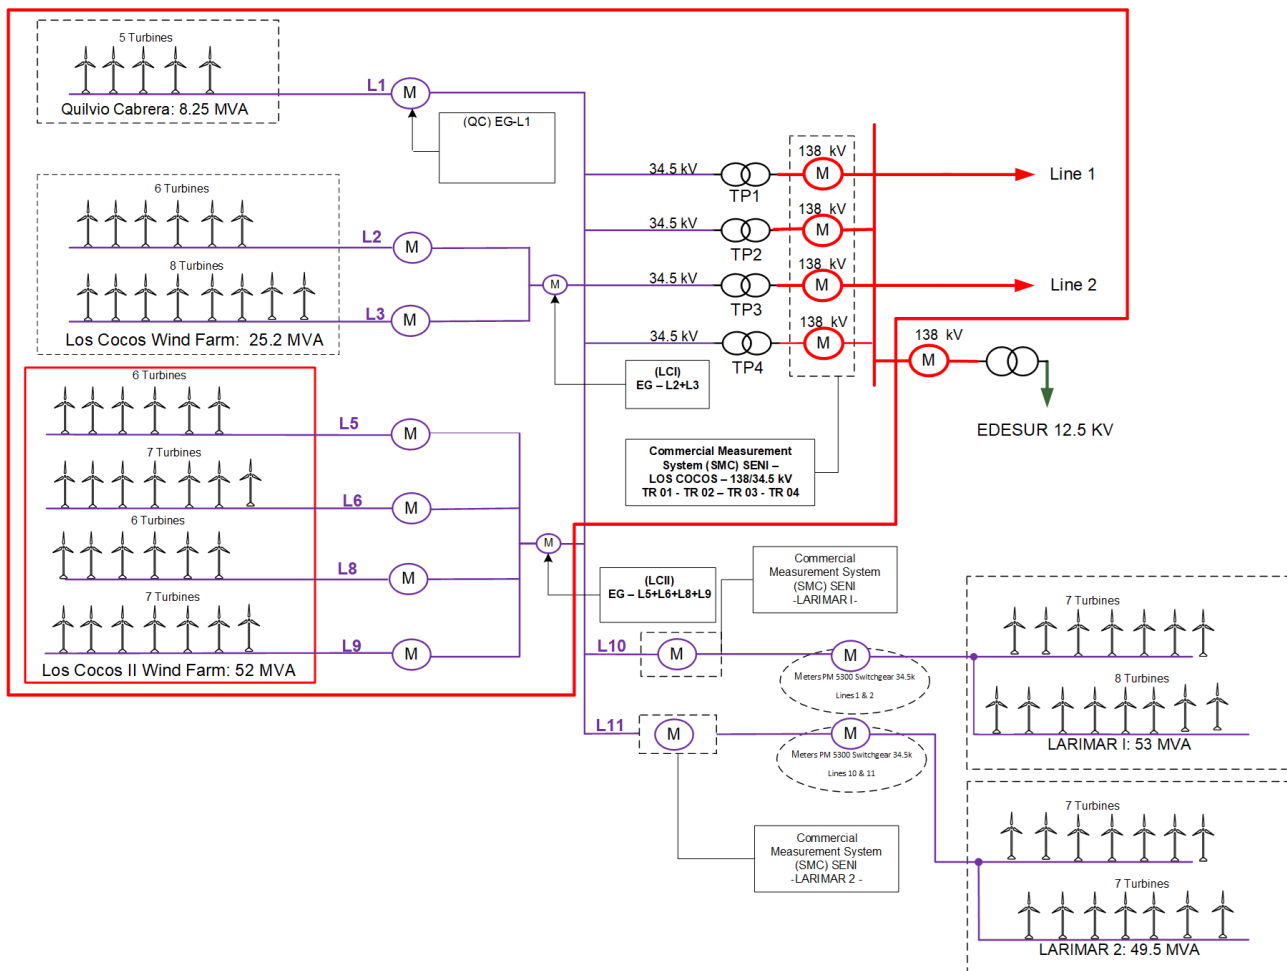 5 Turbines
L1
M
Quilvio Cabrera: 8.25 MVA
(QC) EG-L1
6 Turbines
L2
M
8 Turbines
L3
M
Los Cocos Wind Farm: 25.2 MVA
M
(LCI)
EG – L2+L3
34.5 kV
TP1
138 kV
M
Line 1
34.5 kV
TP2
138 kV
M
34.5 kV
TP3
138 kV
M
Line 2
34.5 kV
TP4
138 kV
M
138 kV
M
EDESUR 12.5 KV
Commercial Measurement
System (SMC) SENI –
LOS COCOS – 138/34.5 kV
TR 01 - TR 02 – TR 03 - TR 04
6 Turbines
L5
M
7 Turbines
L6
M
6 Turbines
L8
M
7 Turbines
L9
M
Los Cocos II Wind Farm: 52 MVA
M
(LCII)
EG – L5+L6+L8+L9
Commercial
Measurement System
(SMC) SENI
-LARIMAR I-
L10
M
M
Meters PM 5300 Switchgear 34.5k
Lines 1 & 2
7 Turbines
8 Turbines
LARIMAR I: 53 MVA
L11
M
M
Meters PM 5300 Switchgear 34.5k
Lines 10 & 11
Commercial
Measurement System
(SMC) SENI
-LARIMAR 2 -
7 Turbines
7 Turbines
LARIMAR 2: 49.5 MVA